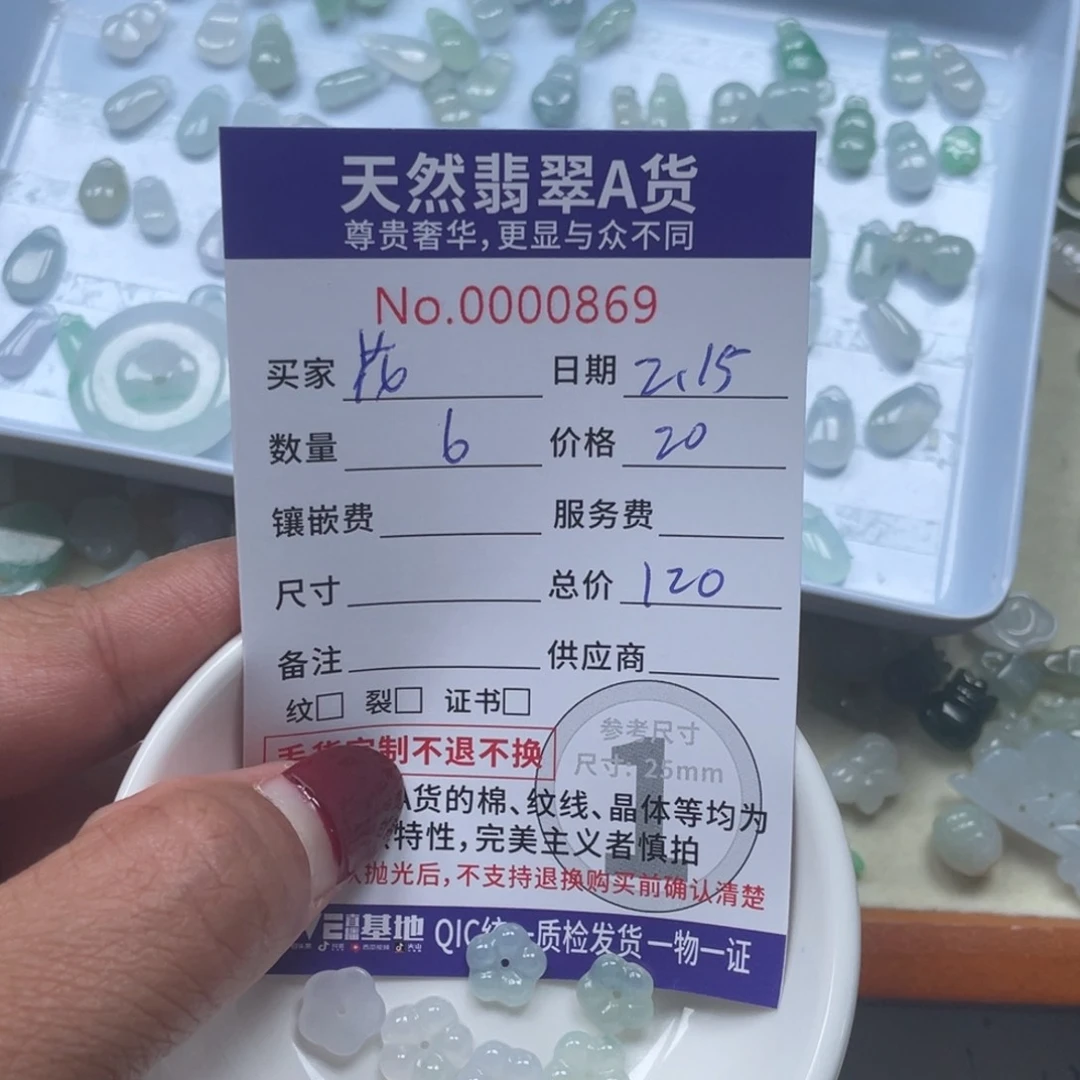 天然翡翠A货
尊贵奢华，更显与众不同
No.0000869
买家 日期 2.15
数量 6 价格 20
镶嵌费 服务费
尺寸 总价 120
备注 供应商
纹□ 裂□ 证书□
参考尺寸
尺寸：25mm
1
制不退不换
A货的棉、纹线、晶体等均为
特性，完美主义者慎拍
抛光后，不支持退换购买前确认清楚
直播基地 QIC统一质检发货 一物一证